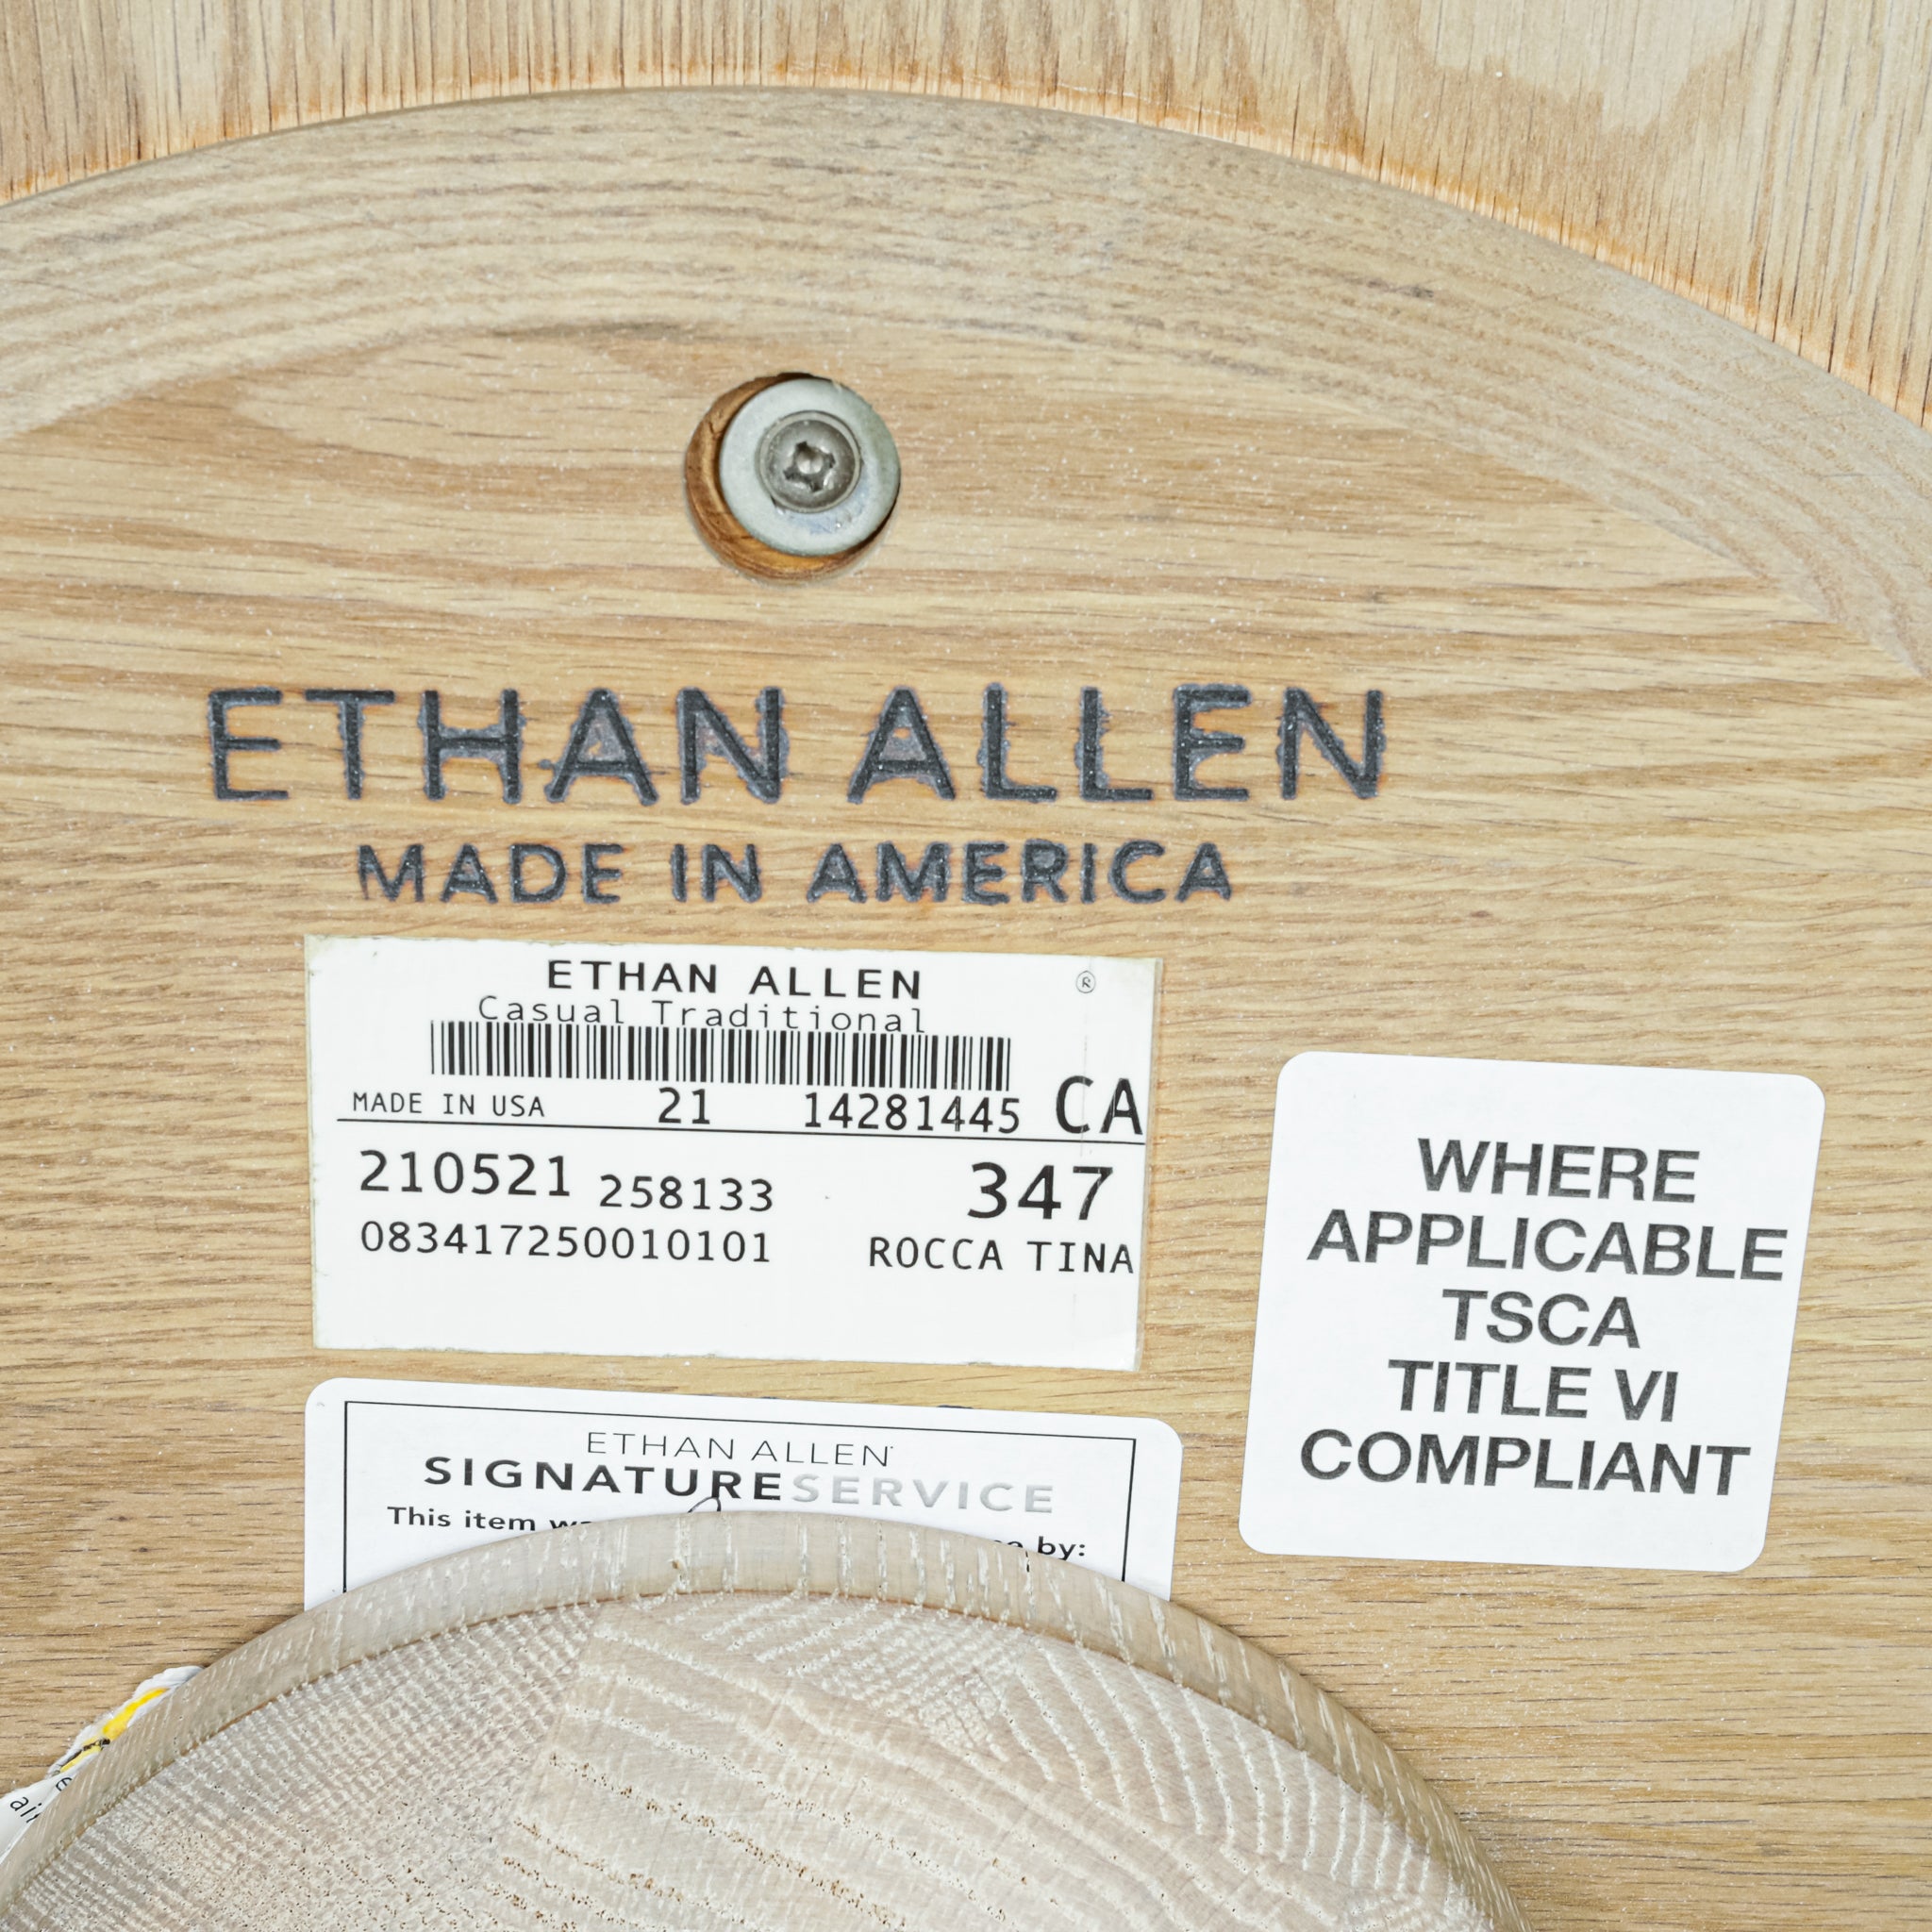 ETHAN ALLEN
MADE IN AMERICA
ETHAN ALLEN ®
Casual Traditional
MADE IN USA 21 14281445 CA
210521 258133 347
083417250010101 ROCCA TINA
WHERE
APPLICABLE
TSCA
TITLE VI
COMPLIANT
ETHAN ALLEN
SIGNATURESERVICE
This item by: